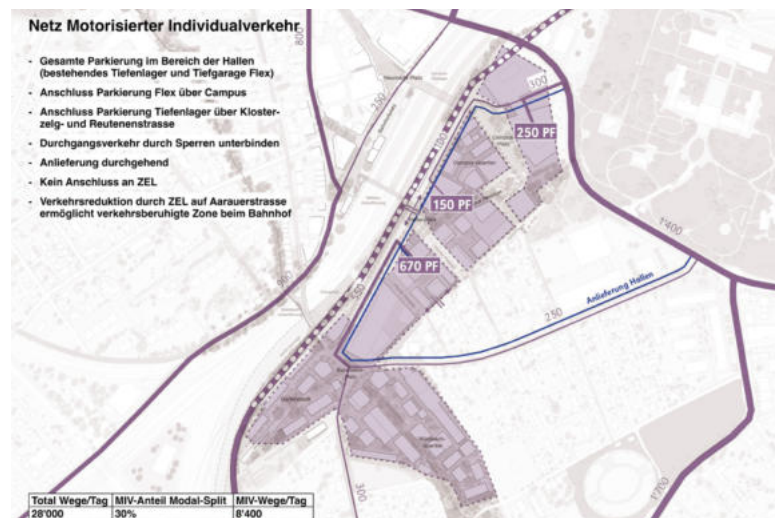 Netz Motorisierter Individualverkehr
- Gesamte Parkierung im Bereich der Hallen
(bestehendes Tiefenlager und Tiefgarage Flex)
- Anschluss Parkierung Flex über Campus
- Anschluss Parkierung Tiefenlager über Kloster-
zelg- und Reutenenstrasse
- Durchgangsverkehr durch Sperren unterbinden
- Anlieferung durchgehend
- Kein Anschluss an ZEL
- Verkehrsreduktion durch ZEL auf Aarauerstrasse
ermöglicht verkehrsberuhigte Zone beim Bahnhof
800
250
300
250 PF
150 PF
670 PF
1'400
900
550
250
Anlieferung Hallen
300
1'700
Total Wege/Tag MIV-Anteil Modal-Split MIV-Wege/Tag
28'000 30% 8'400